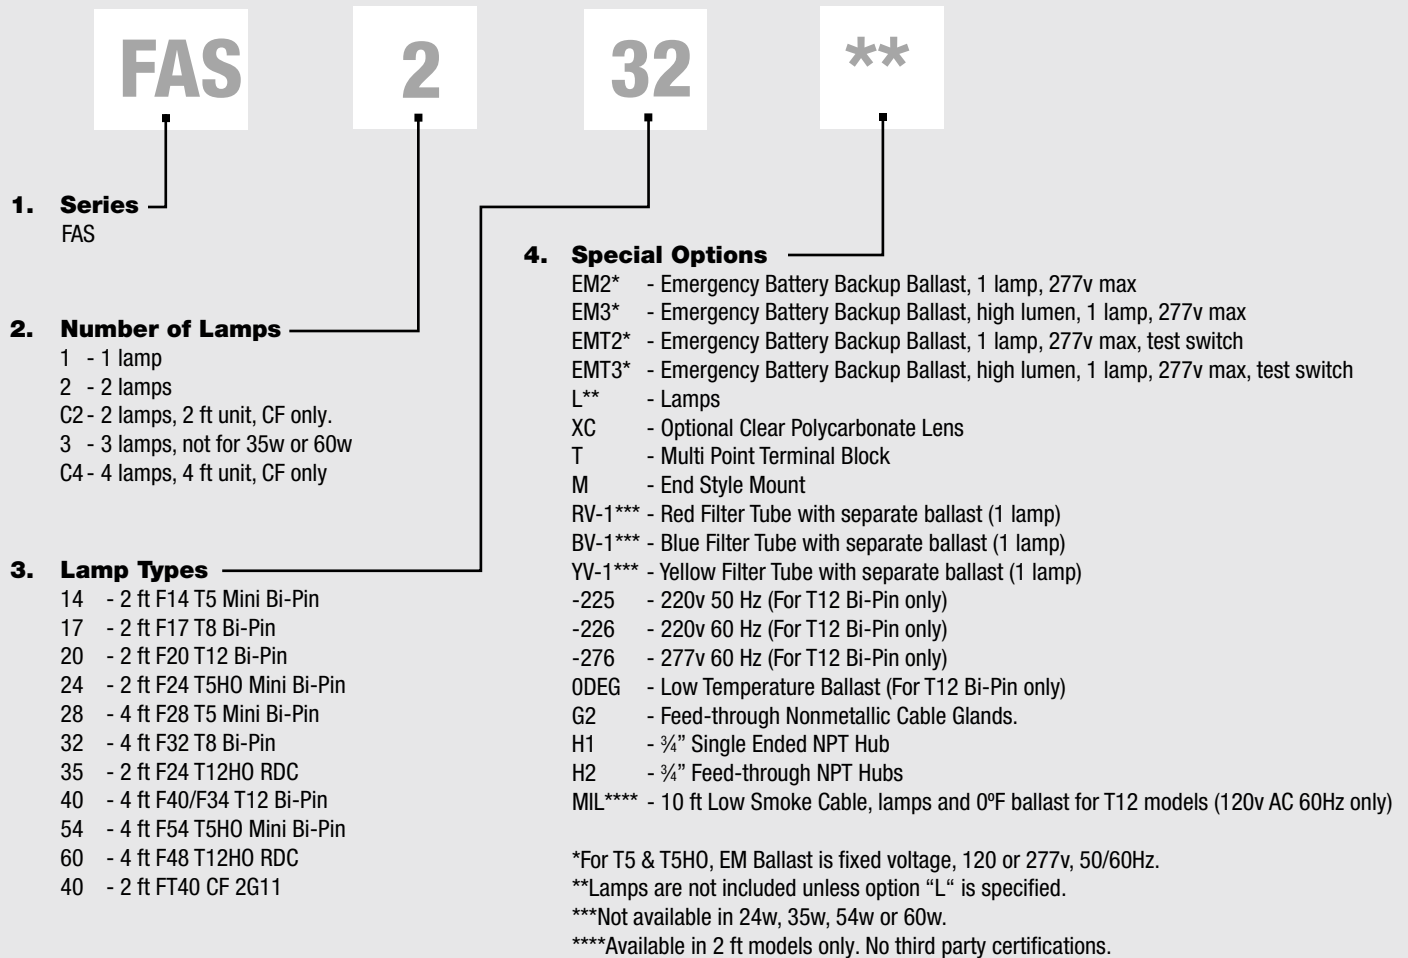 FAS 2 32 **
1. Series
FAS
2. Number of Lamps
1 - 1 lamp
2 - 2 lamps
C2 - 2 lamps, 2 ft unit, CF only.
3 - 3 lamps, not for 35w or 60w
C4 - 4 lamps, 4 ft unit, CF only
3. Lamp Types
14 - 2 ft F14 T5 Mini Bi-Pin
17 - 2 ft F17 T8 Bi-Pin
20 - 2 ft F20 T12 Bi-Pin
24 - 2 ft F24 T5HO Mini Bi-Pin
28 - 4 ft F28 T5 Mini Bi-Pin
32 - 4 ft F32 T8 Bi-Pin
35 - 2 ft F24 T12HO RDC
40 - 4 ft F40/F34 T12 Bi-Pin
54 - 4 ft F54 T5HO Mini Bi-Pin
60 - 4 ft F48 T12HO RDC
40 - 2 ft FT40 CF 2G11
4. Special Options
EM2* - Emergency Battery Backup Ballast, 1 lamp, 277v max
EM3* - Emergency Battery Backup Ballast, high lumen, 1 lamp, 277v max
EMT2* - Emergency Battery Backup Ballast, 1 lamp, 277v max, test switch
EMT3* - Emergency Battery Backup Ballast, high lumen, 1 lamp, 277v max, test switch
L** - Lamps
XC - Optional Clear Polycarbonate Lens
T - Multi Point Terminal Block
M - End Style Mount
RV-1*** - Red Filter Tube with separate ballast (1 lamp)
BV-1*** - Blue Filter Tube with separate ballast (1 lamp)
YV-1*** - Yellow Filter Tube with separate ballast (1 lamp)
-225 - 220v 50 Hz (For T12 Bi-Pin only)
-226 - 220v 60 Hz (For T12 Bi-Pin only)
-276 - 277v 60 Hz (For T12 Bi-Pin only)
0DEG - Low Temperature Ballast (For T12 Bi-Pin only)
G2 - Feed-through Nonmetallic Cable Glands.
H1 - ¾” Single Ended NPT Hub
H2 - ¾” Feed-through NPT Hubs
MIL**** - 10 ft Low Smoke Cable, lamps and 0ºF ballast for T12 models (120v AC 60Hz only)
*For T5 & T5HO, EM Ballast is fixed voltage, 120 or 277v, 50/60Hz.
**Lamps are not included unless option “L“ is specified.
***Not available in 24w, 35w, 54w or 60w.
****Available in 2 ft models only. No third party certifications.